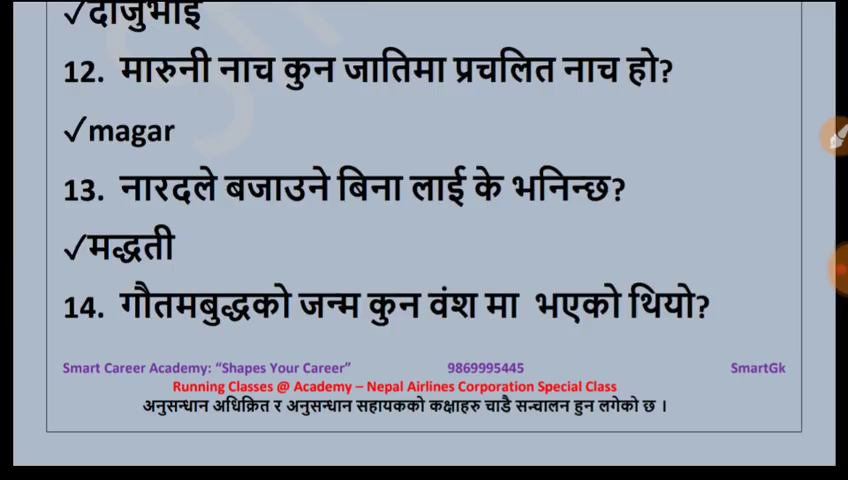 ✓दाजुभाइ
12. मारुनी नाच कुन जातिमा प्रचलित नाच हो?
✓magar
13. नारदले बजाउने बिना लाई के भनिन्छ?
✓मद्धती
14. गौतमबुद्धको जन्म कुन वंश मा भएको थियो?
Smart Career Academy: “Shapes Your Career” 9869995445 SmartGk
Running Classes @ Academy – Nepal Airlines Corporation Special Class
अनुसन्धान अधिक्रित र अनुसन्धान सहायकको कक्षाहरु चाडै सन्चालन हुन लगेको छ ।